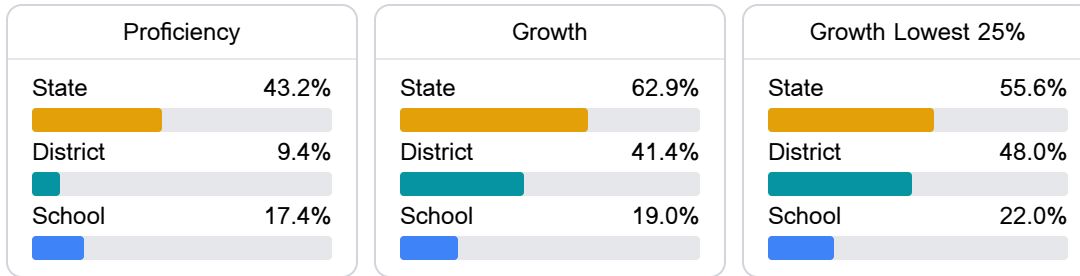 Proficiency
State 43.2%
District 9.4%
School 17.4%
Growth
State 62.9%
District 41.4%
School 19.0%
Growth Lowest 25%
State 55.6%
District 48.0%
School 22.0%